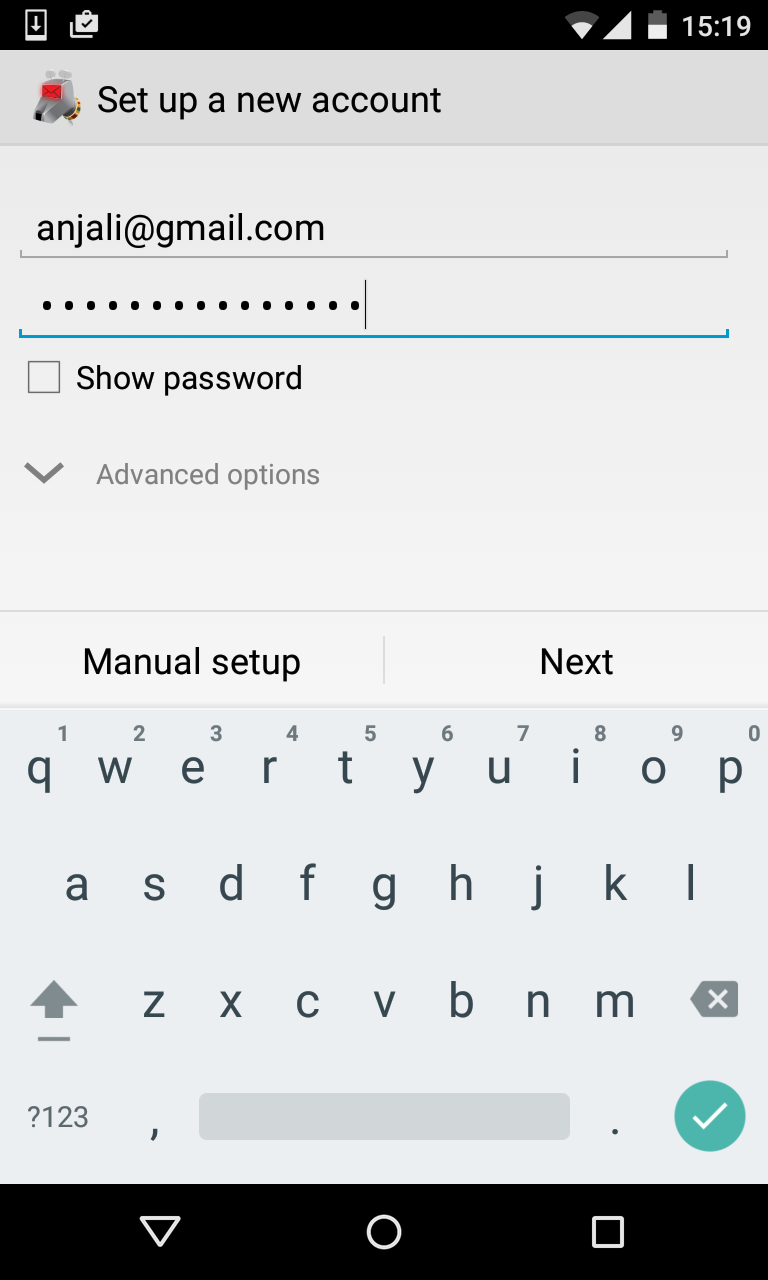 15:19
Set up a new account
anjali@gmail.com
•••••••••••••••
Show password
Advanced options
Manual setup Next
1 2 3 4 5 6 7 8 9 0
q w e r t y u i o p
a s d f g h j k l
z x c v b n m
?123 , .